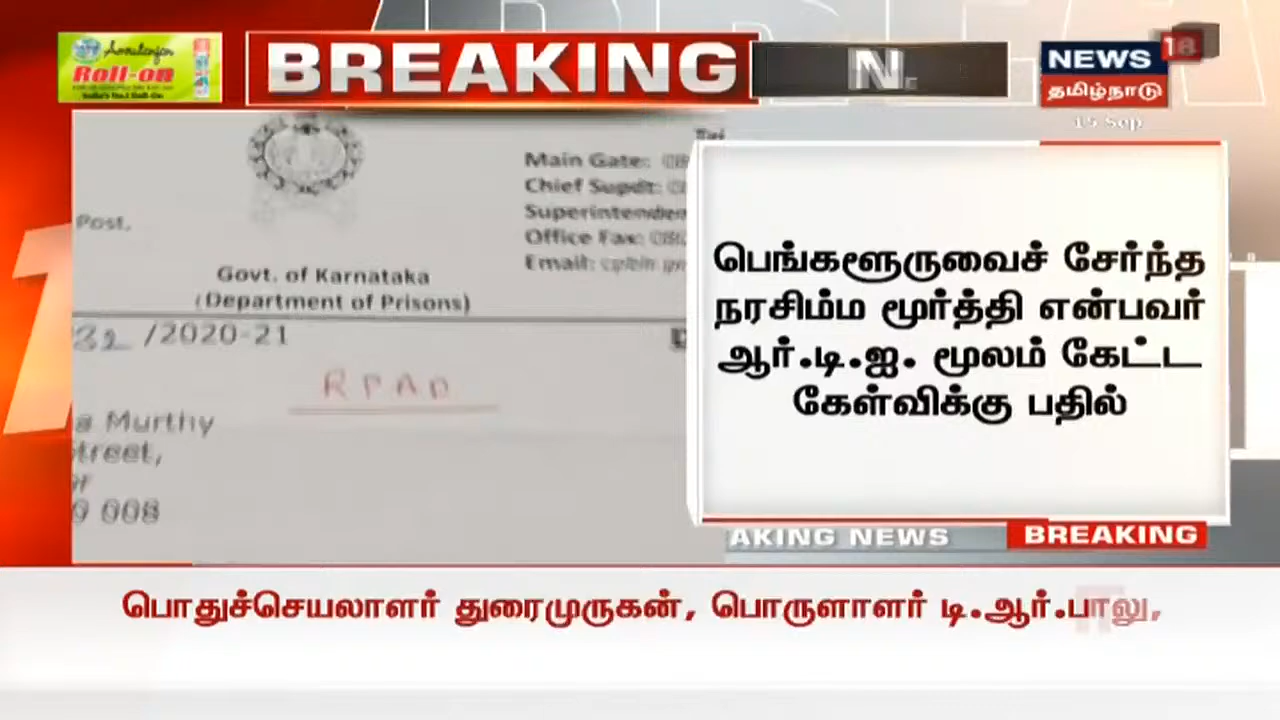 Amrutanjan
Roll-on
BREAKING
NEWS 18
தமிழ்நாடு
15 Sep
Main Gate:
Chief Supdt:
Office Fax:
Email:
Post,
Govt. of Karnataka
(Department of Prisons)
/2020-21
RPAD
a Murthy
008
பெங்களூருவைச் சேர்ந்த
நரசிம்ம மூர்த்தி என்பவர்
ஆர்.டி.ஐ. மூலம் கேட்ட
கேள்விக்கு பதில்
AKING NEWS
BREAKING
பொதுச்செயலாளர் துரைமுருகன், பொருளாளர் டி.ஆர்.பாலு,